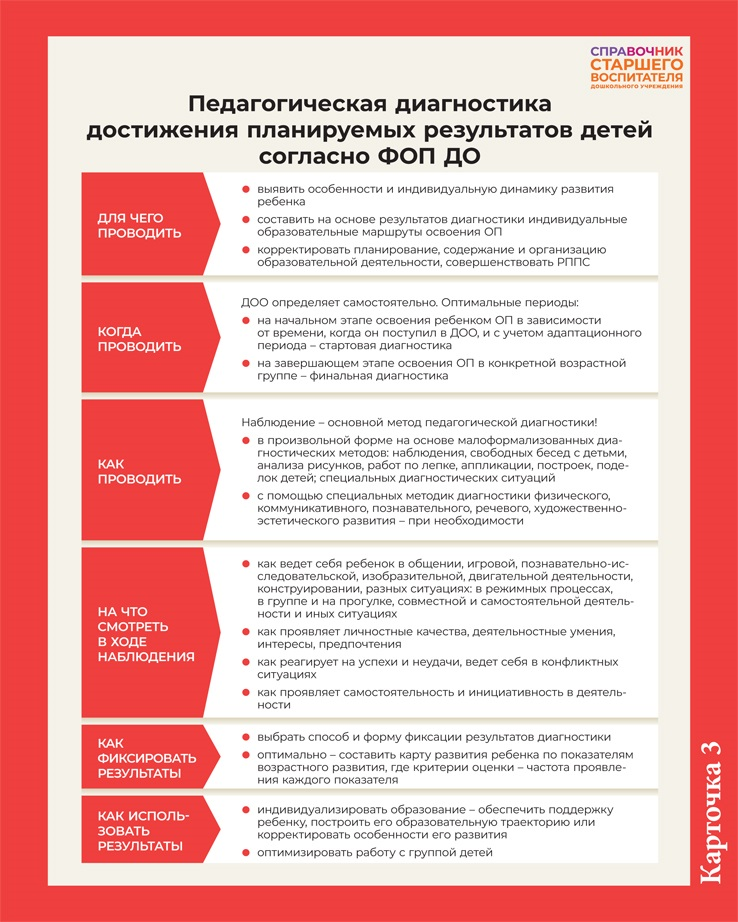 СПРАВОЧНИК
СТАРШЕГО
ВОСПИТАТЕЛЯ
ДОШКОЛЬНОГО УЧРЕЖДЕНИЯ
Педагогическая диагностика
достижения планируемых результатов детей
согласно ФОП ДО
ДЛЯ ЧЕГО
ПРОВОДИТЬ
● выявить особенности и индивидуальную динамику развития
ребенка
● составить на основе результатов диагностики индивидуальные
образовательные маршруты освоения ОП
● корректировать планирование, содержание и организацию
образовательной деятельности, совершенствовать РППС
КОГДА
ПРОВОДИТЬ
ДОО определяет самостоятельно. Оптимальные периоды:
● на начальном этапе освоения ребенком ОП в зависимости
от времени, когда он поступил в ДОО, и с учетом адаптационного
периода – стартовая диагностика
● на завершающем этапе освоения ОП в конкретной возрастной
группе – финальная диагностика
КАК
ПРОВОДИТЬ
Наблюдение – основной метод педагогической диагностики!
● в произвольной форме на основе малоформализованных диа-
гностических методов: наблюдения, свободных бесед с детьми,
анализа рисунков, работ по лепке, аппликации, построек, поде-
лок детей; специальных диагностических ситуаций
● с помощью специальных методик диагностики физического,
коммуникативного, познавательного, речевого, художественно-
эстетического развития – при необходимости
НА ЧТО
СМОТРЕТЬ
В ХОДЕ
НАБЛЮДЕНИЯ
● как ведет себя ребенок в общении, игровой, познавательно-ис-
следовательской, изобразительной, двигательной деятельности,
конструировании, разных ситуациях: в режимных процессах,
в группе и на прогулке, совместной и самостоятельной деятель-
ности и иных ситуациях
● как проявляет личностные качества, деятельностные умения,
интересы, предпочтения
● как реагирует на успехи и неудачи, ведет себя в конфликтных
ситуациях
● как проявляет самостоятельность и инициативность в деятель-
ности
КАК
ФИКСИРОВАТЬ
РЕЗУЛЬТАТЫ
● выбрать способ и форму фиксации результатов диагностики
● оптимально – составить карту развития ребенка по показателям
возрастного развития, где критерии оценки – частота проявле-
ния каждого показателя
КАК ИСПОЛЬ-
ЗОВАТЬ
РЕЗУЛЬТАТЫ
● индивидуализировать образование – обеспечить поддержку
ребенку, построить его образовательную траекторию или
корректировать особенности его развития
● оптимизировать работу с группой детей
Карточка 3